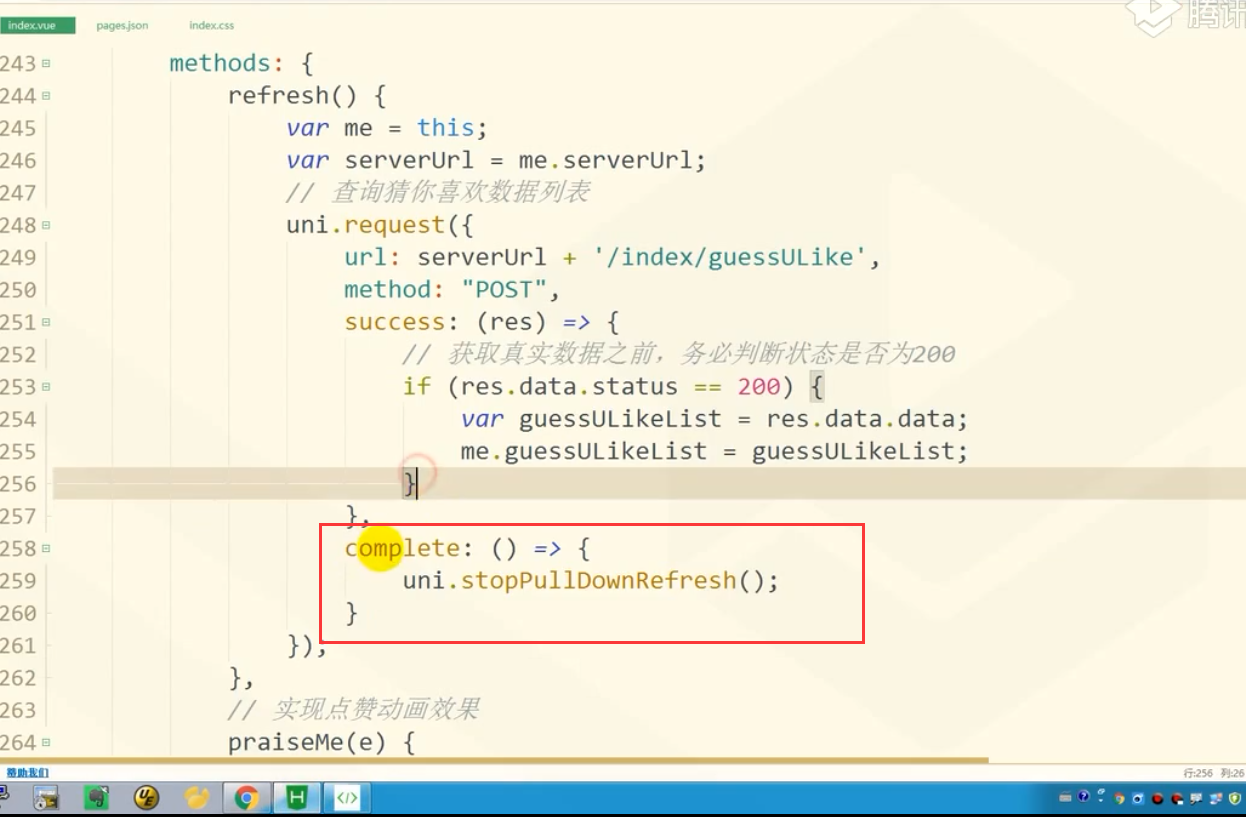 index.vue pages.json index.css
腾讯
243 methods: {
244 refresh() {
245 var me = this;
246 var serverUrl = me.serverUrl;
247 // 查询猜你喜欢数据列表
248 uni.request({
249 url: serverUrl + '/index/guessULike',
250 method: "POST",
251 success: (res) => {
252 // 获取真实数据之前，务必判断状态是否为200
253 if (res.data.status == 200) {
254 var guessULikeList = res.data.data;
255 me.guessULikeList = guessULikeList;
256 }
257 },
258 complete: () => {
259 uni.stopPullDownRefresh();
260 }
261 });
262 },
263 // 实现点赞动画效果
264 praiseMe(e) {
赞助我们
行:256 列:26
UE
H
</>